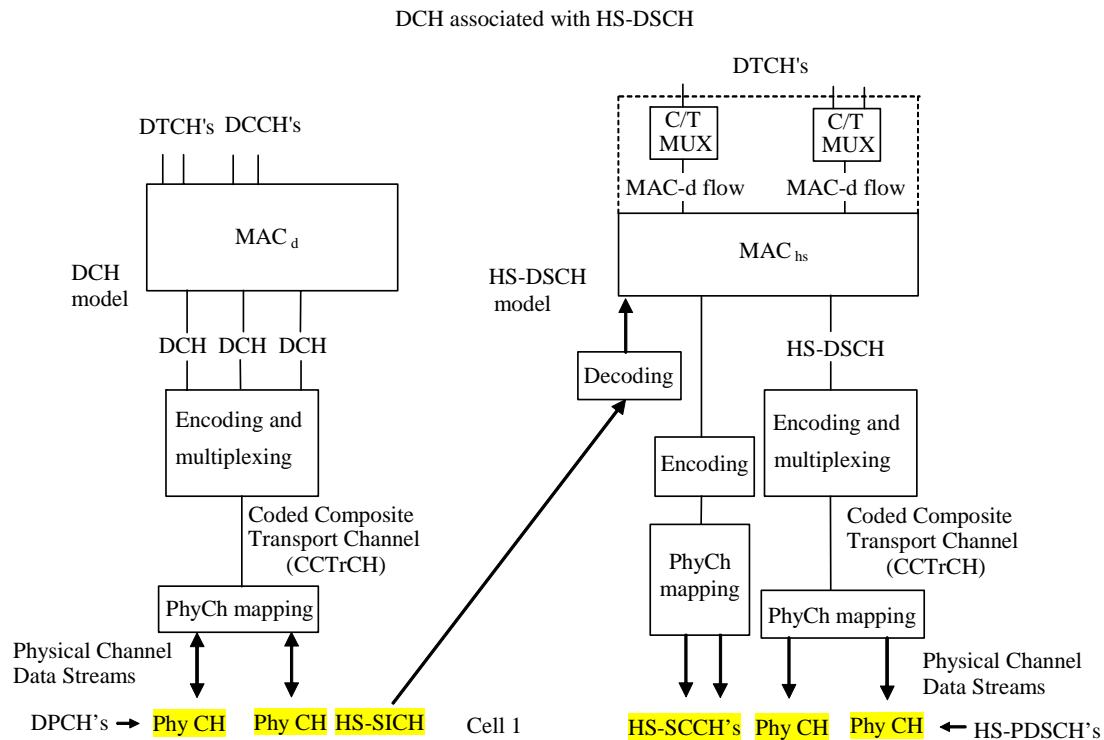 DCH associated with HS-DSCH
DTCH's
C/T
MUX
C/T
MUX
MAC-d flow
MAC-d flow
DTCH's
DCCH's
MAC d
MAC hs
DCH
model
HS-DSCH
model
DCH
DCH
DCH
HS-DSCH
Decoding
Encoding and
multiplexing
Encoding
Encoding and
multiplexing
Coded Composite
Transport Channel
(CCTrCH)
PhyCh
mapping
Coded Composite
Transport Channel
(CCTrCH)
PhyCh mapping
PhyCh mapping
Physical Channel
Data Streams
Physical Channel
Data Streams
DPCH’s
Phy CH
Phy CH
HS-SICH
Cell 1
HS-SCCH's
Phy CH
Phy CH
HS-PDSCH's